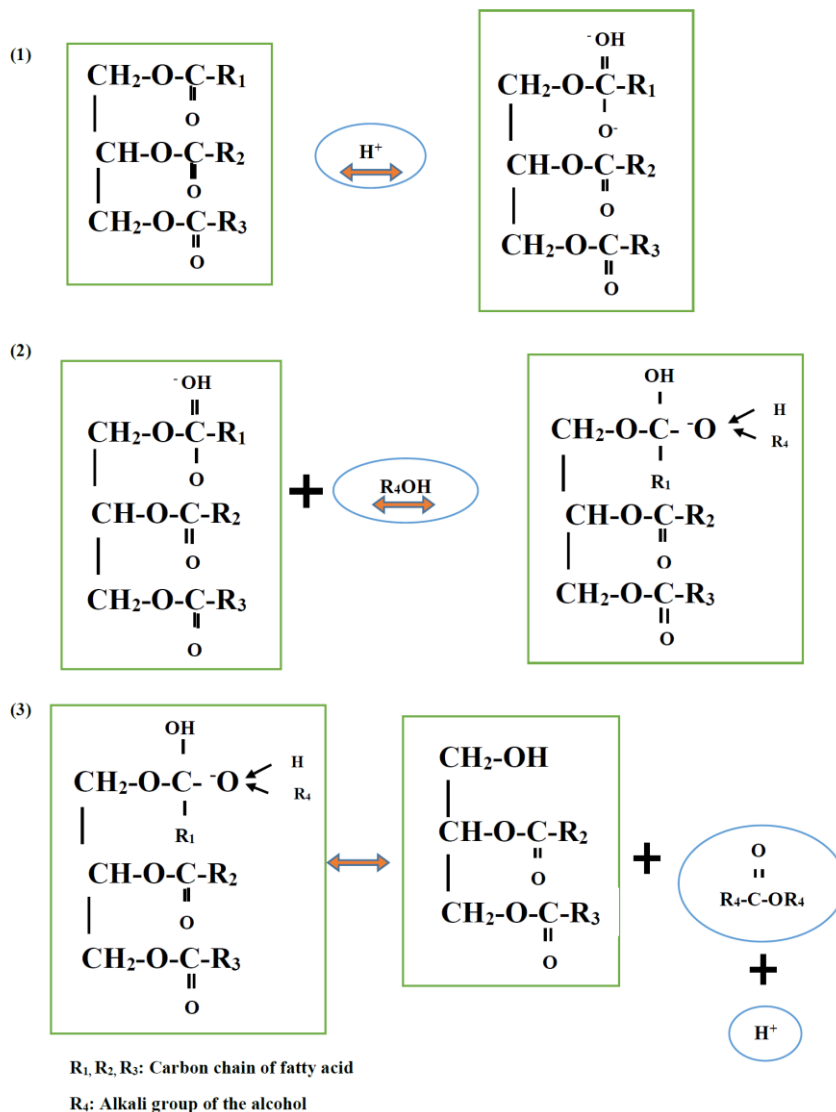 (1)
CH₂-O-C-R₁
O
CH-O-C-R₂
O
CH₂-O-C-R₃
O
H⁺
⁻OH
CH₂-O-C-R₁
O⁻
CH-O-C-R₂
O
CH₂-O-C-R₃
O
(2)
⁻OH
CH₂-O-C-R₁
O
CH-O-C-R₂
O
CH₂-O-C-R₃
O
+
R₄OH
OH
CH₂-O-C- ⁻O
H
R₄
R₁
CH-O-C-R₂
O
CH₂-O-C-R₃
O
(3)
OH
CH₂-O-C- ⁻O
H
R₄
R₁
CH-O-C-R₂
O
CH₂-O-C-R₃
O
CH₂-OH
CH-O-C-R₂
O
CH₂-O-C-R₃
O
+
O
R₄-C-OR₄
+
H⁺
R₁, R₂, R₃: Carbon chain of fatty acid
R₄: Alkali group of the alcohol